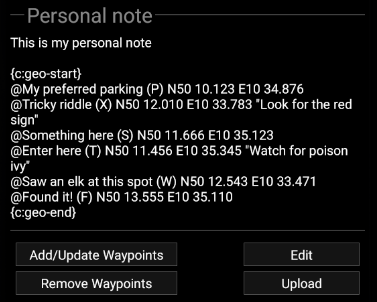 Personal note
This is my personal note
{c:geo-start}
@My preferred parking (P) N50 10.123 E10 34.876
@Tricky riddle (X) N50 12.010 E10 33.783 "Look for the red
sign"
@Something here (S) N50 11.666 E10 35.123
@Enter here (T) N50 11.456 E10 35.345 "Watch for poison
ivy"
@Saw an elk at this spot (W) N50 12.543 E10 33.471
@Found it! (F) N50 13.555 E10 35.110
{c:geo-end}
Add/Update Waypoints
Edit
Remove Waypoints
Upload